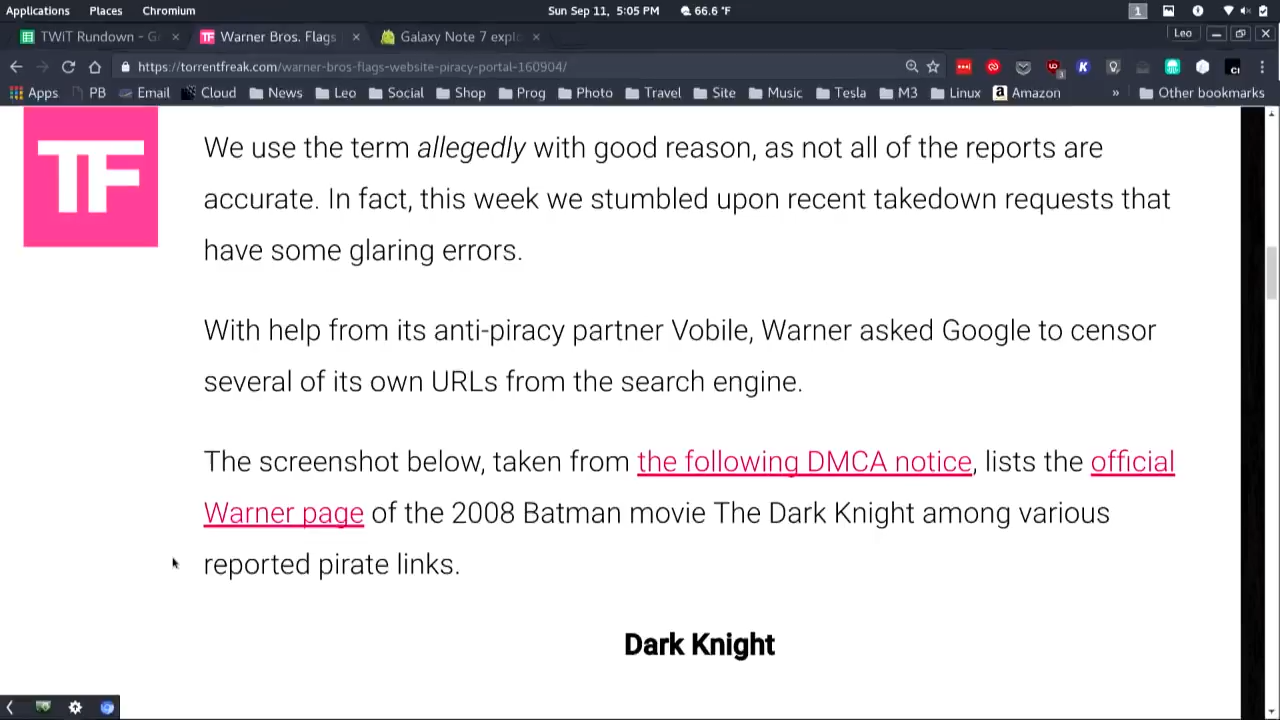 Applications Places Chromium Sun Sep 11, 5:05 PM 66.6 °F 1
TWiT Rundown - G × TF Warner Bros. Flags × Galaxy Note 7 explo × Leo
https://torrentfreak.com/warner-bros-flags-website-piracy-portal-160904/
Apps PB Email Cloud News Leo Social Shop Prog Photo Travel Site Music Tesla M3 Linux Amazon » Other bookmarks
TF
We use the term allegedly with good reason, as not all of the reports are
accurate. In fact, this week we stumbled upon recent takedown requests that
have some glaring errors.
With help from its anti-piracy partner Vobile, Warner asked Google to censor
several of its own URLs from the search engine.
The screenshot below, taken from the following DMCA notice, lists the official
Warner page of the 2008 Batman movie The Dark Knight among various
reported pirate links.
Dark Knight